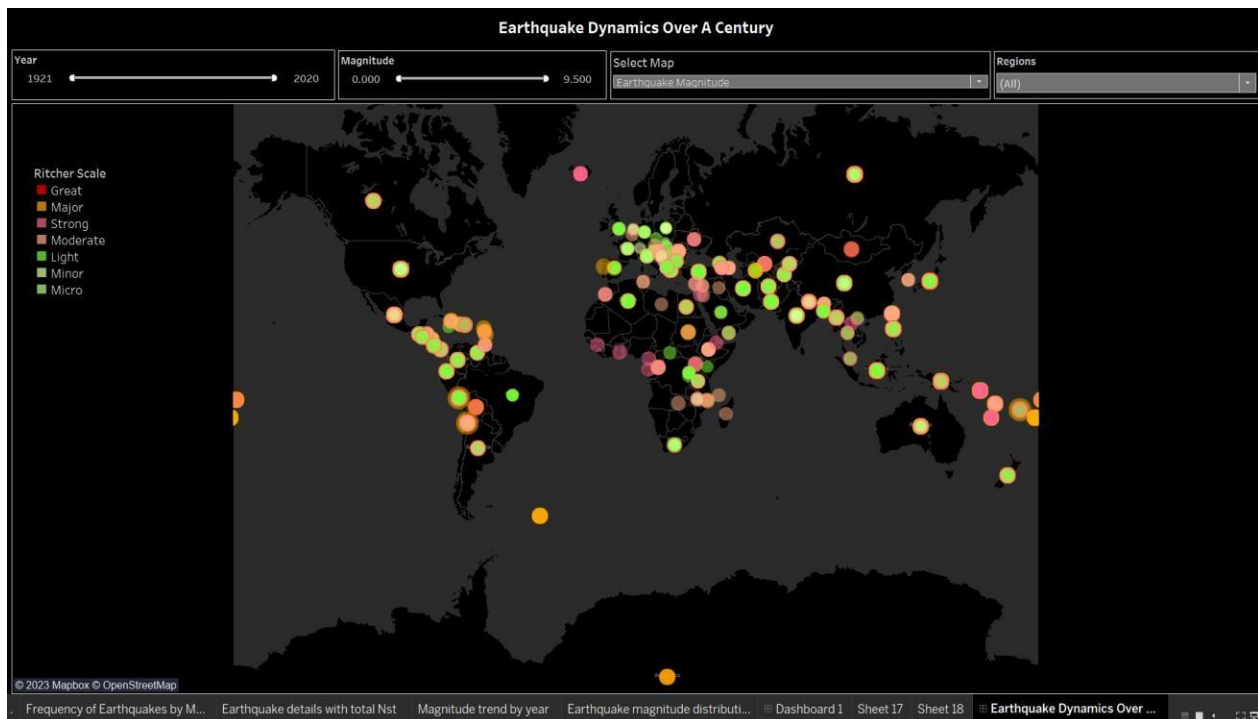 Earthquake Dynamics Over A Century
Year
1921
2020
Magnitude
0.000
9.500
Select Map
Earthquake Magnitude
Regions
(All)
Ritcher Scale
Great
Major
Strong
Moderate
Light
Minor
Micro
© 2023 Mapbox © OpenStreetMap
Frequency of Earthquakes by M...
Earthquake details with total Nst
Magnitude trend by year
Earthquake magnitude distributi...
Dashboard 1
Sheet 17
Sheet 18
Earthquake Dynamics Over ...